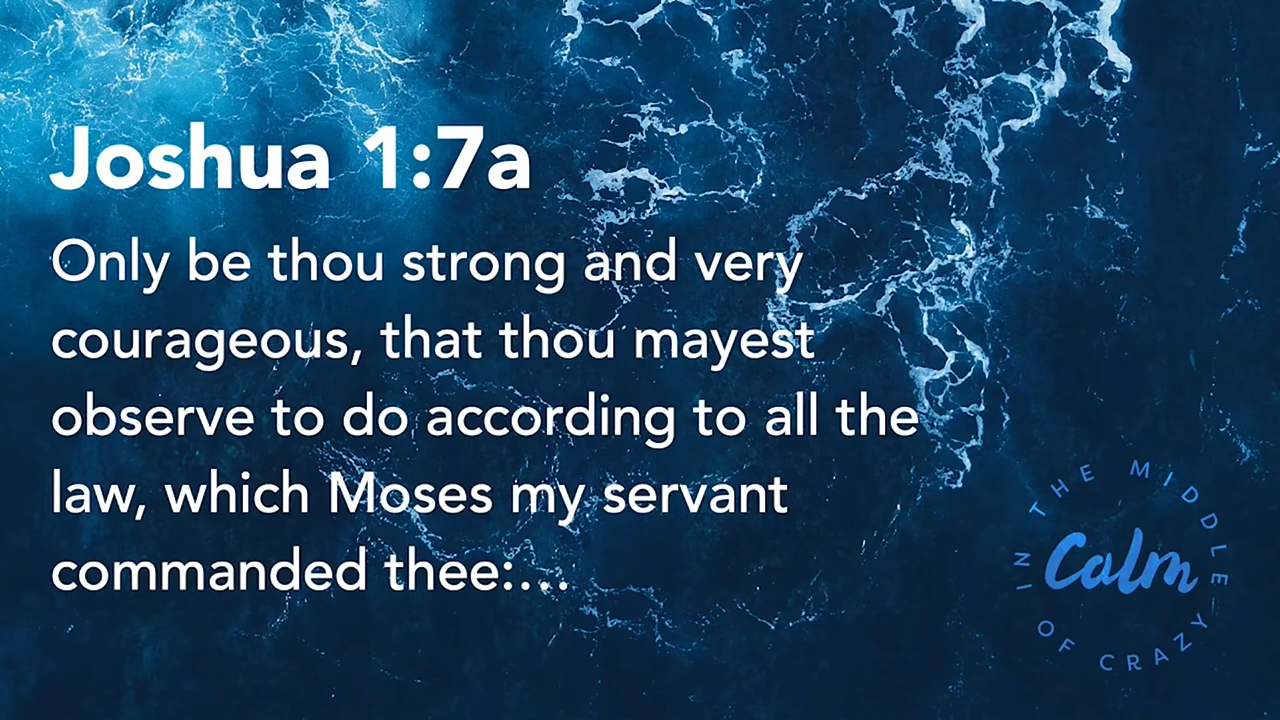 Joshua 1:7a
Only be thou strong and very
courageous, that thou mayest
observe to do according to all the
law, which Moses my servant
commanded thee:...
Calm
IN THE MIDDLE OF CRAZY